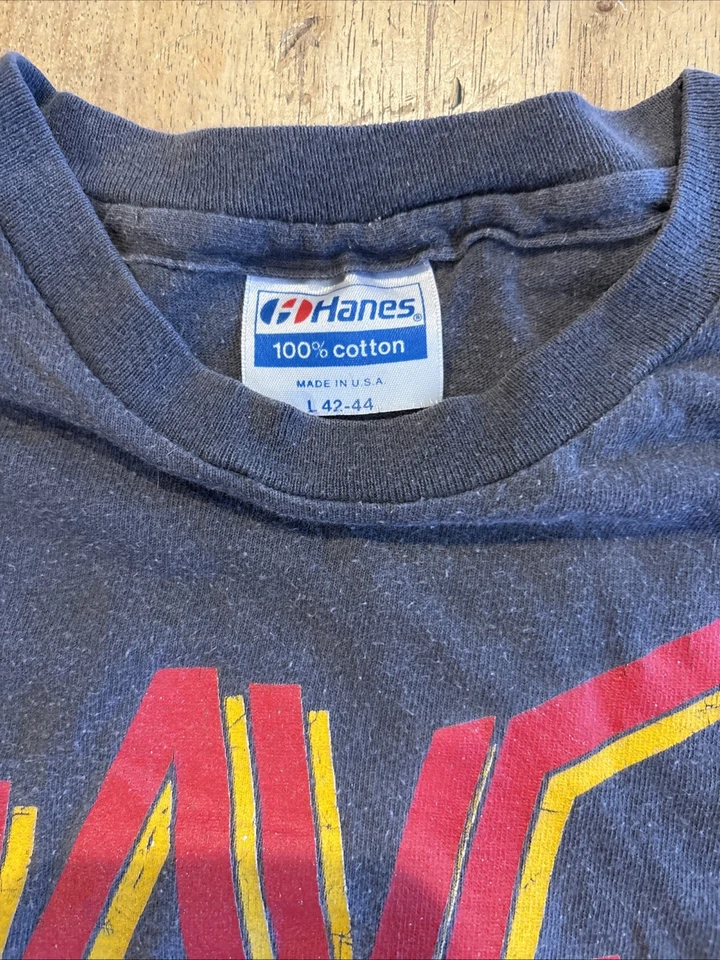 Hanes®
100% cotton
MADE IN U.S.A.
L 42-44